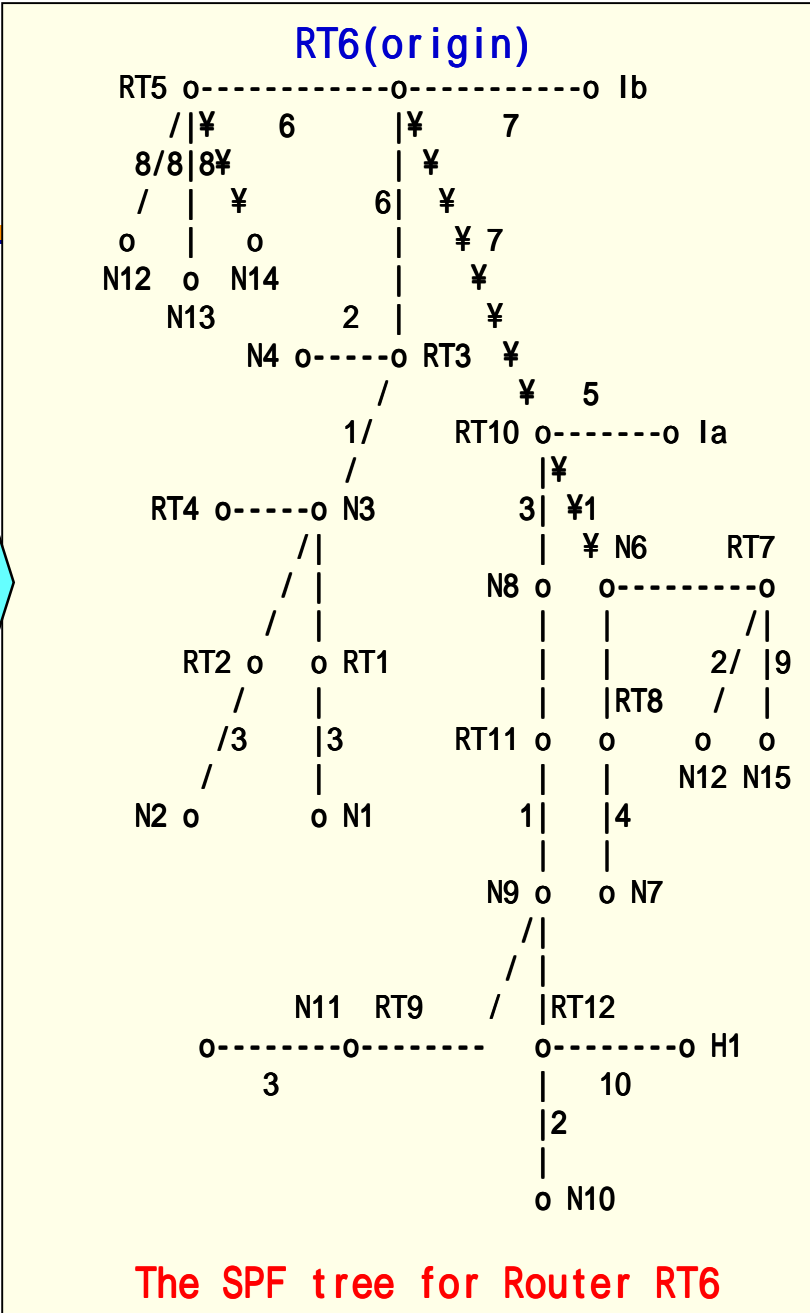 RT6(origin)
RT5 o------------o------------o Ib
/|¥ 6 |¥ 7
8/8|8¥ | ¥
/ | ¥ 6| ¥
o | o | ¥ 7
N12 o N14 | ¥
N13 2 | ¥
N4 o-----o RT3 ¥
/ ¥ 5
1/ RT10 o-------o Ia
/ |¥
RT4 o-----o N3 3| ¥1
/| | ¥ N6 RT7
/ | N8 o o---------o
/ | | | /|
RT2 o o RT1 | | 2/ |9
/ | | |RT8 / |
/3 |3 RT11 o o o o
/ | | | N12 N15
N2 o o N1 1| |4
| |
N9 o o N7
/|
/ |
N11 RT9 / |RT12
o--------o-------- o--------o H1
3 | 10
|2
|
o N10
The SPF tree for Router RT6